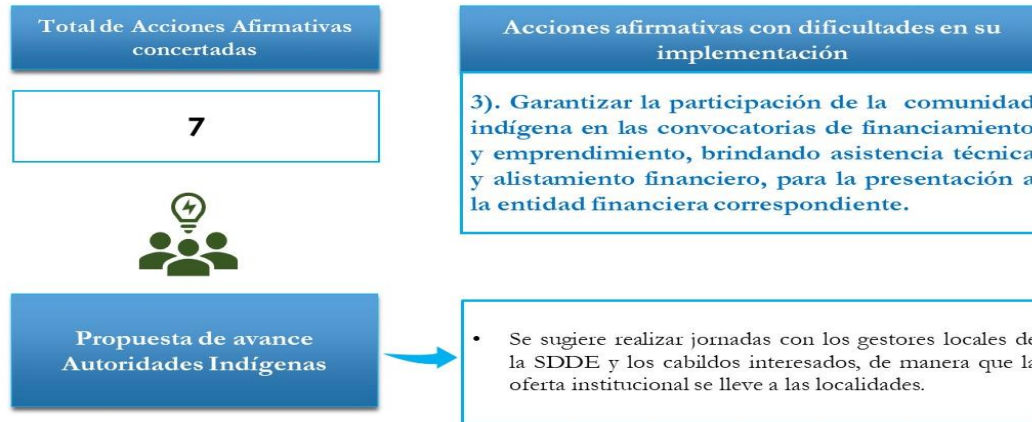 Total de Acciones Afirmativas
concertadas
7
Acciones afirmativas con dificultades en su
implementación
3). Garantizar la participación de la comunidad
indígena en las convocatorias de financiamiento
y emprendimiento, brindando asistencia técnica
y alistamiento financiero, para la presentación a
la entidad financiera correspondiente.
Propuesta de avance
Autoridades Indígenas
• Se sugiere realizar jornadas con los gestores locales de
la SDDE y los cabildos interesados, de manera que la
oferta institucional se lleve a las localidades.